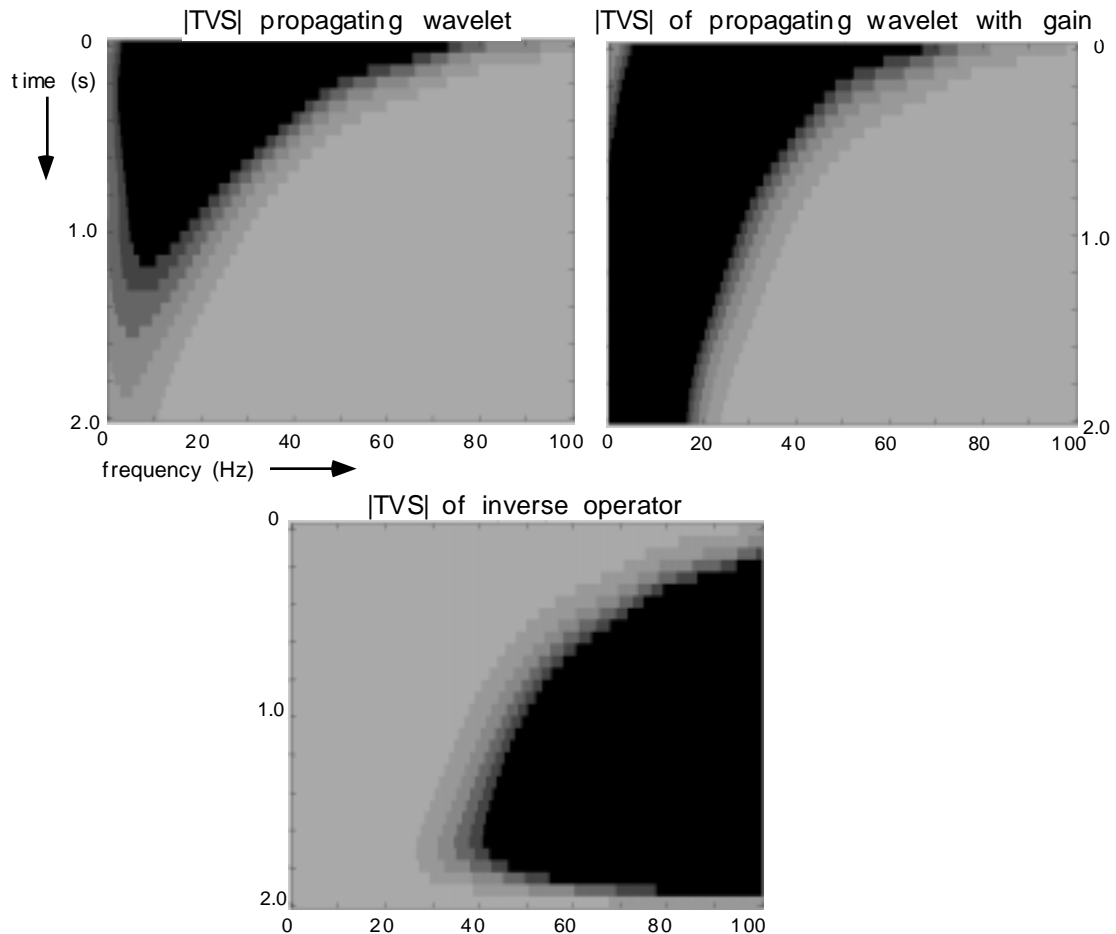 |TVS| propagating wavelet
|TVS| of propagating wavelet with gain
0
time (s)
1.0
2.0
0 20 40 60 80 100
frequency (Hz)
0
1.0
2.0
0 20 40 60 80 100
|TVS| of inverse operator
0
1.0
2.0
0 20 40 60 80 100